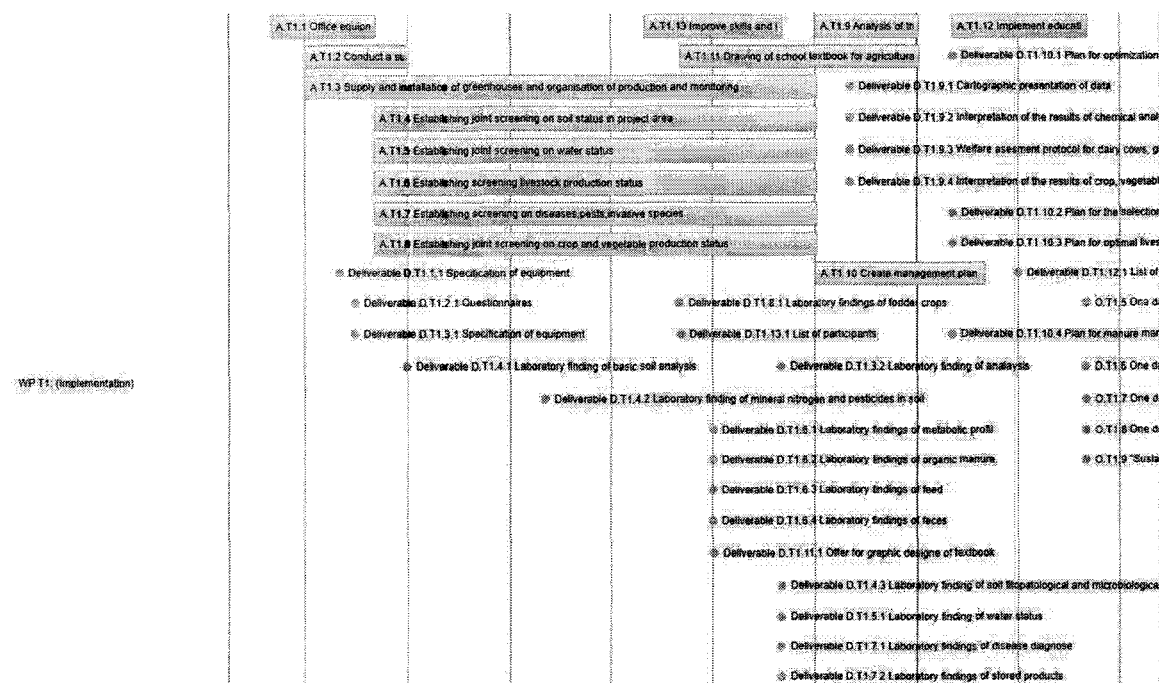 A.T1.1 Office equion
A.T1.13 Improve skills and l
A.T1.9 Analysis of th
A.T1.12 Implement educati
A.T1.2 Conduct a su
A.T1.11 Drawing of school textbook for agricultura
Deliverable D.T1.10.1 Plan for optimization
A.T1.3 Supply and installation of greenhouses and organisation of production and monitoring
Deliverable D.T1.9.1 Cartographic presentation of data
A.T1.4 Establishing joint screening on soil status in project area
Deliverable D.T1.9.2 Interpretation of the results of chemical anal
A.T1.5 Establishing joint screening on water status
Deliverable D.T1.9.3 Welfare asesment protocol for dairy cows, g
A.T1.6 Establishing screening livestock production status
Deliverable D.T1.9.4 Interpretation of the results of crop, vegetabl
A.T1.7 Establishing screening on diseases,pests,invasive species
Deliverable D.T1.10.2 Plan for the selection
A.T1.8 Establishing joint screening on crop and vegetable production status
Deliverable D.T1.10.3 Plan for optimal lives
Deliverable D.T1.1.1 Specification of equipment
A.T1.10 Create management plan
Deliverable D.T1.12.1 List of
Deliverable D.T1.2.1 Questionnaires
Deliverable D.T1.8.1 Laboratory findings of fodder crops
O.T1.5 One d
Deliverable D.T1.3.1 Specification of equipment
Deliverable D.T1.13.1 List of participants
Deliverable D.T1.10.4 Plan for manure mar
Deliverable D.T1.4.1 Laboratory finding of basic soil analysis
Deliverable D.T1.3.2 Laboratory finding of analaysis
O.T1.6 One da
WP T1: (Implementation)
Deliverable D.T1.4.2 Laboratory finding of mineral nitrogen and pesticides in soil
O.T1.7 One d
Deliverable D.T1.6.1 Laboratory findings of metabolic profil
O.T1.8 One d
Deliverable D.T1.6.2 Laboratory findings of organic manure
O.T1.9 "Susta
Deliverable D.T1.6.3 Laboratory findings of feed
Deliverable D.T1.6.4 Laboratory findings of feces
Deliverable D.T1.11.1 Offer for graphic designe of textbook
Deliverable D.T1.4.3 Laboratory finding of soil fitopatological and microbiologica
Deliverable D.T1.5.1 Laboratory finding of water status
Deliverable D.T1.7.1 Laboratory findings of disease diagnose
Deliverable D.T1.7.2 Laboratory findings of stored products